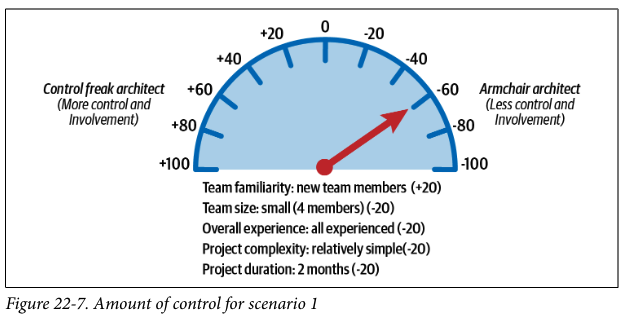 0
+20
-20
+40
-40
Control freak architect
(More control and
Involvement)
+60
-60
Armchair architect
(Less control and
Involvement)
+80
-80
+100
-100
Team familiarity: new team members (+20)
Team size: small (4 members) (-20)
Overall experience: all experienced (-20)
Project complexity: relatively simple(-20)
Project duration: 2 months (-20)
Figure 22-7. Amount of control for scenario 1